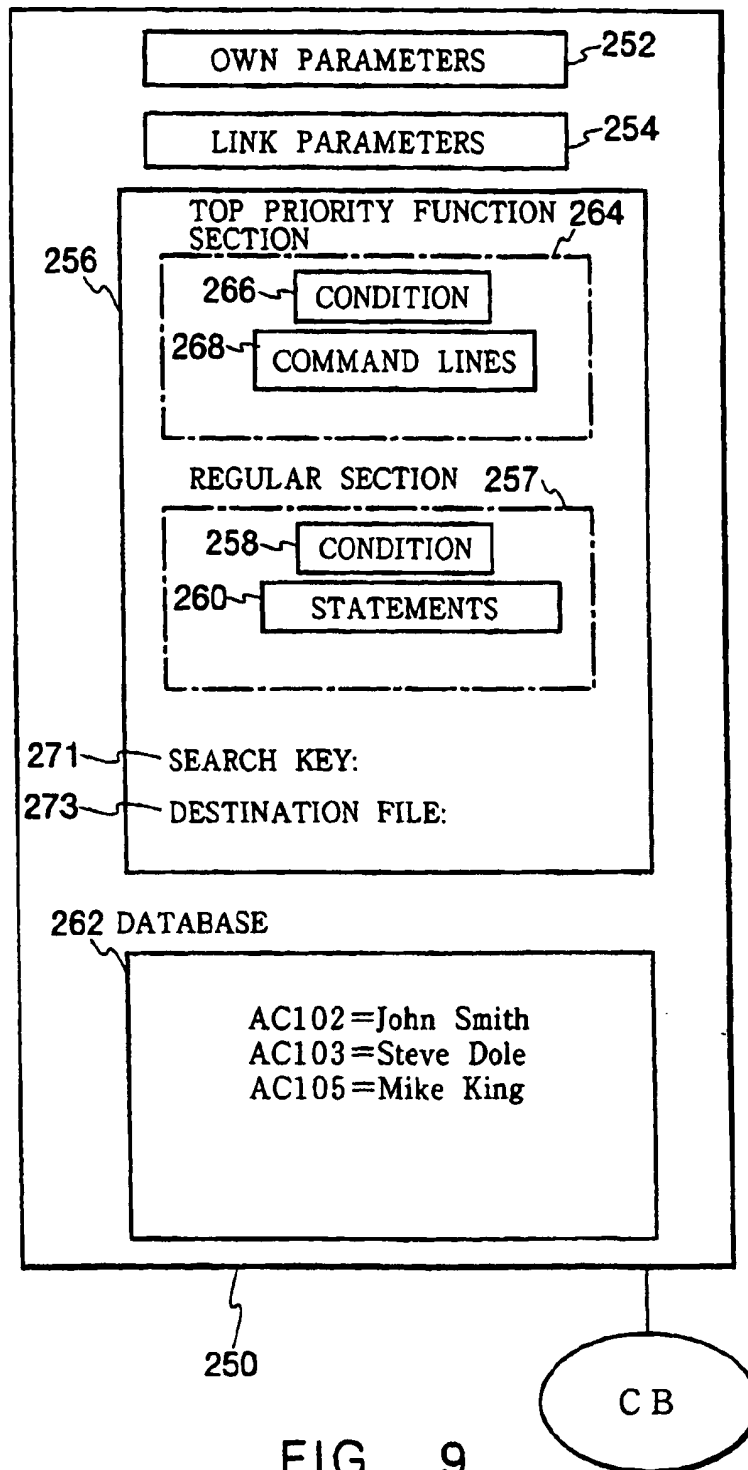 OWN PARAMETERS 252
LINK PARAMETERS 254
TOP PRIORITY FUNCTION 264
SECTION
256
266 CONDITION
268 COMMAND LINES
REGULAR SECTION 257
258 CONDITION
260 STATEMENTS
271 SEARCH KEY:
273 DESTINATION FILE:
262 DATABASE
AC102=John Smith
AC103=Steve Dole
AC105=Mike King
250
CB
FIG. 9